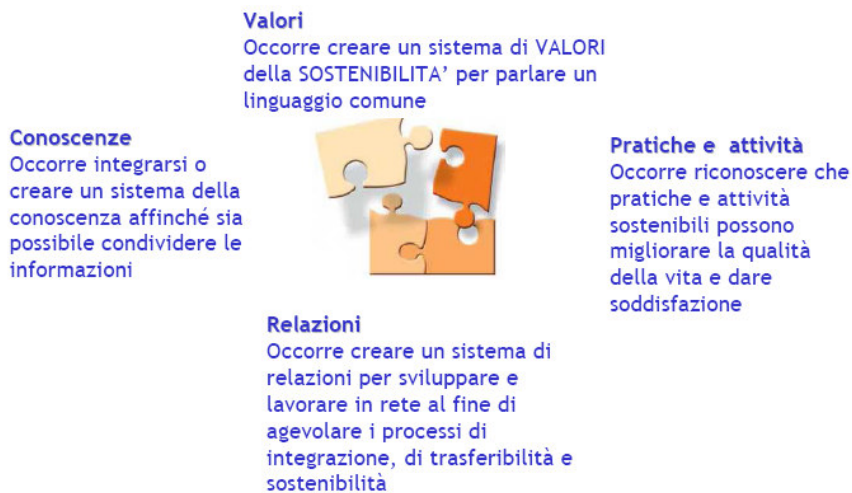 Valori
Occorre creare un sistema di VALORI
della SOSTENIBILITA' per parlare un
linguaggio comune
Conoscenze
Occorre integrarsi o
creare un sistema della
conoscenza affinché sia
possibile condividere le
informazioni
Pratiche e attività
Occorre riconoscere che
pratiche e attività
sostenibili possono
migliorare la qualità
della vita e dare
soddisfazione
Relazioni
Occorre creare un sistema di
relazioni per sviluppare e
lavorare in rete al fine di
agevolare i processi di
integrazione, di trasferibilità e
sostenibilità